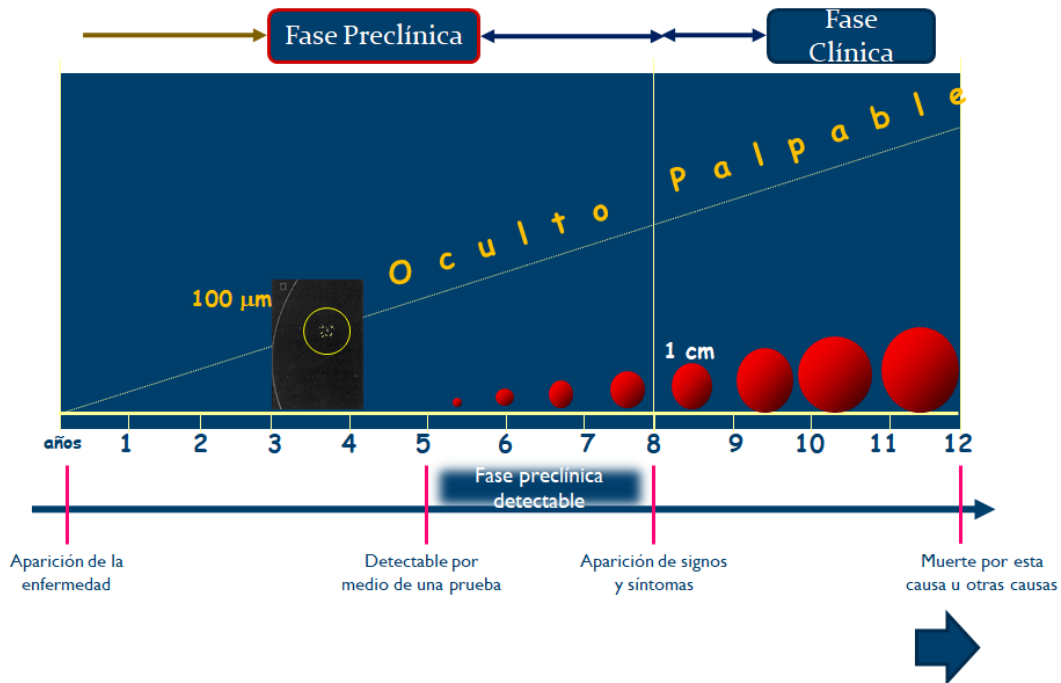 Fase Preclínica
Fase
Clínica
Oculto
Palpable
100 μm
1 cm
años 1 2 3 4 5 6 7 8 9 10 11 12
Fase preclínica
detectable
Aparición de la
enfermedad
Detectable por
medio de una prueba
Aparición de signos
y síntomas
Muerte por esta
causa u otras causas